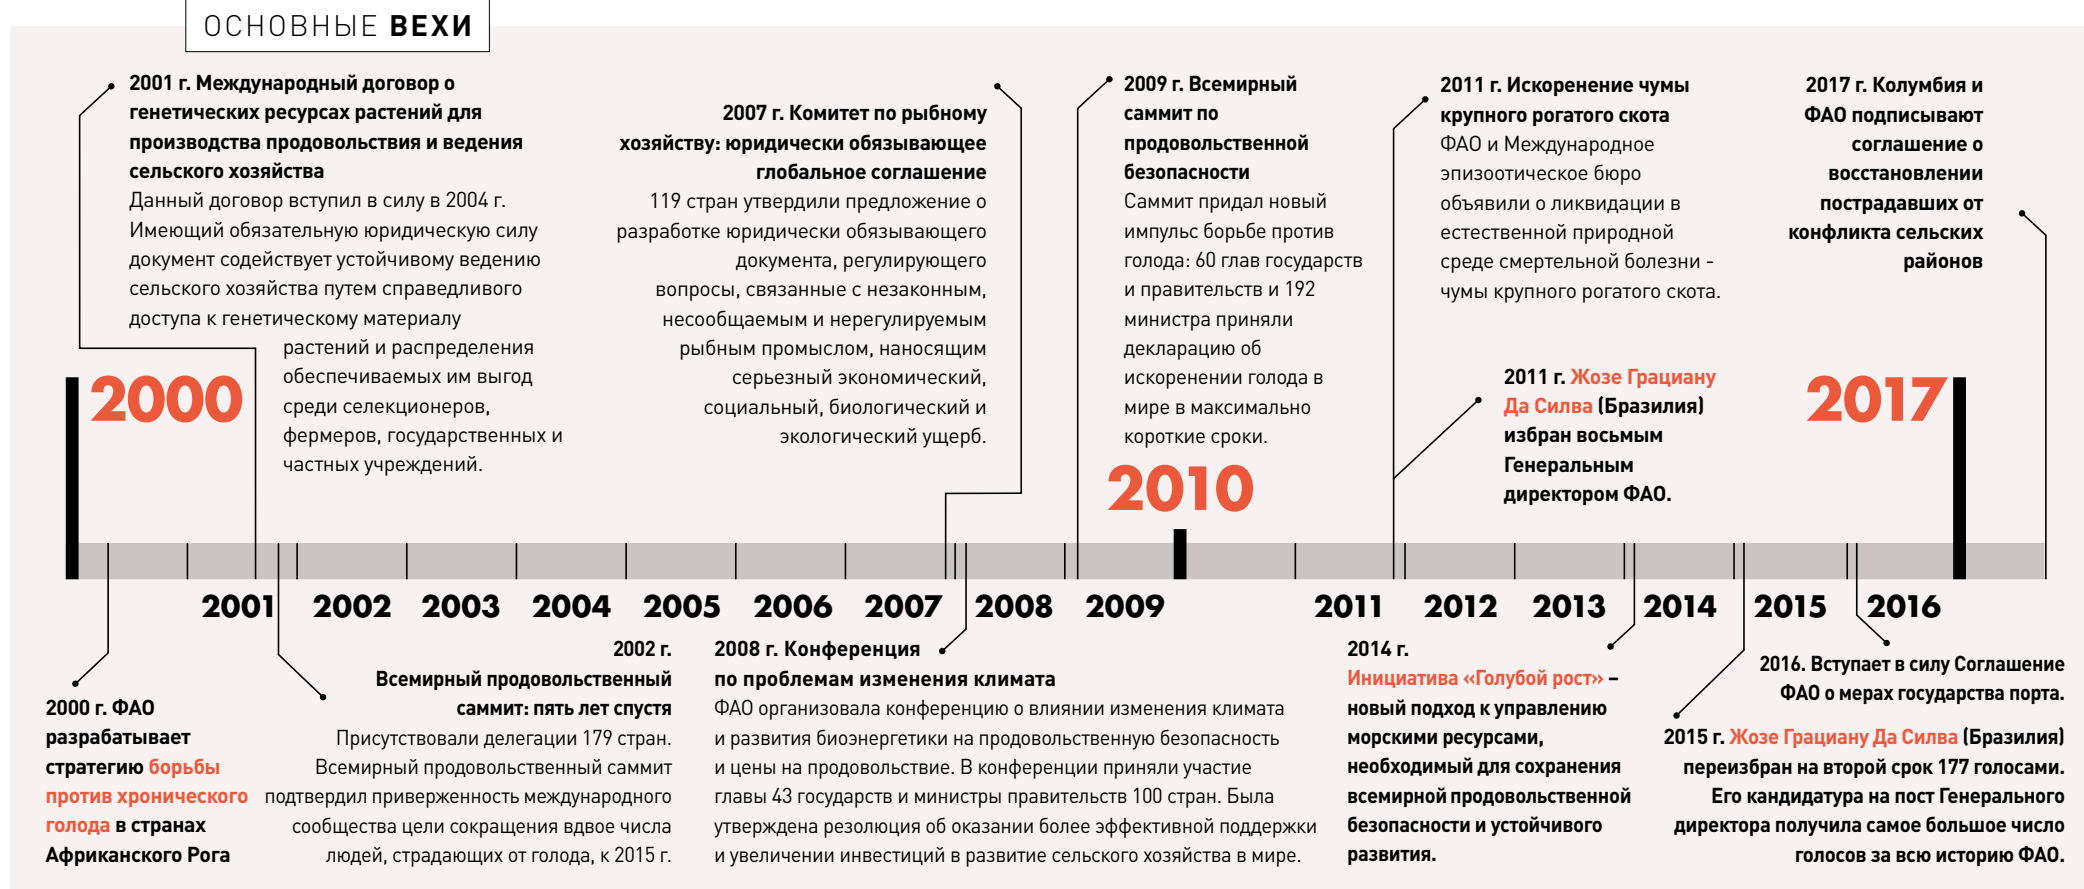 ОСНОВНЫЕ ВЕХИ
2001 г. Международный договор о
генетических ресурсах растений для
производства продовольствия и ведения
сельского хозяйства
Данный договор вступил в силу в 2004 г.
Имеющий обязательную юридическую силу
документ содействует устойчивому ведению
сельского хозяйства путем справедливого
доступа к генетическому материалу
растений и распределения
обеспечиваемых им выгод
среди селекционеров,
фермеров, государственных и
частных учреждений.
2007 г. Комитет по рыбному
хозяйству: юридически обязывающее
глобальное соглашение
119 стран утвердили предложение о
разработке юридически обязывающего
документа, регулирующего
вопросы, связанные с незаконным,
несообщаемым и нерегулируемым
рыбным промыслом, наносящим
серьезный экономический,
социальный, биологический и
экологический ущерб.
2009 г. Всемирный
саммит по
продовольственной
безопасности
Саммит придал новый
импульс борьбе против
голода: 60 глав государств
и правительств и 192
министра приняли
декларацию об
искоренении голода в
мире в максимально
короткие сроки.
2011 г. Искоренение чумы
крупного рогатого скота
ФАО и Международное
эпизоотическое бюро
объявили о ликвидации в
естественной природной
среде смертельной болезни -
чумы крупного рогатого скота.
2011 г. Жозе Грациану
Да Силва (Бразилия)
избран восьмым
Генеральным
директором ФАО.
2017 г. Колумбия и
ФАО подписывают
соглашение о
восстановлении
пострадавших от
конфликта сельских
районов
2000
2010
2017
2001 2002 2003 2004 2005 2006 2007 2008 2009 2011 2012 2013 2014 2015 2016
2000 г. ФАО
разрабатывает
стратегию борьбы
против хронического
голода в странах
Африканского Рога
2002 г.
Всемирный продовольственный
саммит: пять лет спустя
Присутствовали делегации 179 стран.
Всемирный продовольственный саммит
подтвердил приверженность международного
сообщества цели сокращения вдвое числа
людей, страдающих от голода, к 2015 г.
2008 г. Конференция
по проблемам изменения климата
ФАО организовала конференцию о влиянии изменения климата
и развития биоэнергетики на продовольственную безопасность
и цены на продовольствие. В конференции приняли участие
главы 43 государств и министры правительств 100 стран. Была
утверждена резолюция об оказании более эффективной поддержки
и увеличении инвестиций в развитие сельского хозяйства в мире.
2014 г.
Инициатива «Голубой рост» –
новый подход к управлению
морскими ресурсами,
необходимый для сохранения
всемирной продовольственной
безопасности и устойчивого
развития.
2016. Вступает в силу Соглашение
ФАО о мерах государства порта.
2015 г. Жозе Грациану Да Силва (Бразилия)
переизбран на второй срок 177 голосами.
Его кандидатура на пост Генерального
директора получила самое большое число
голосов за всю историю ФАО.